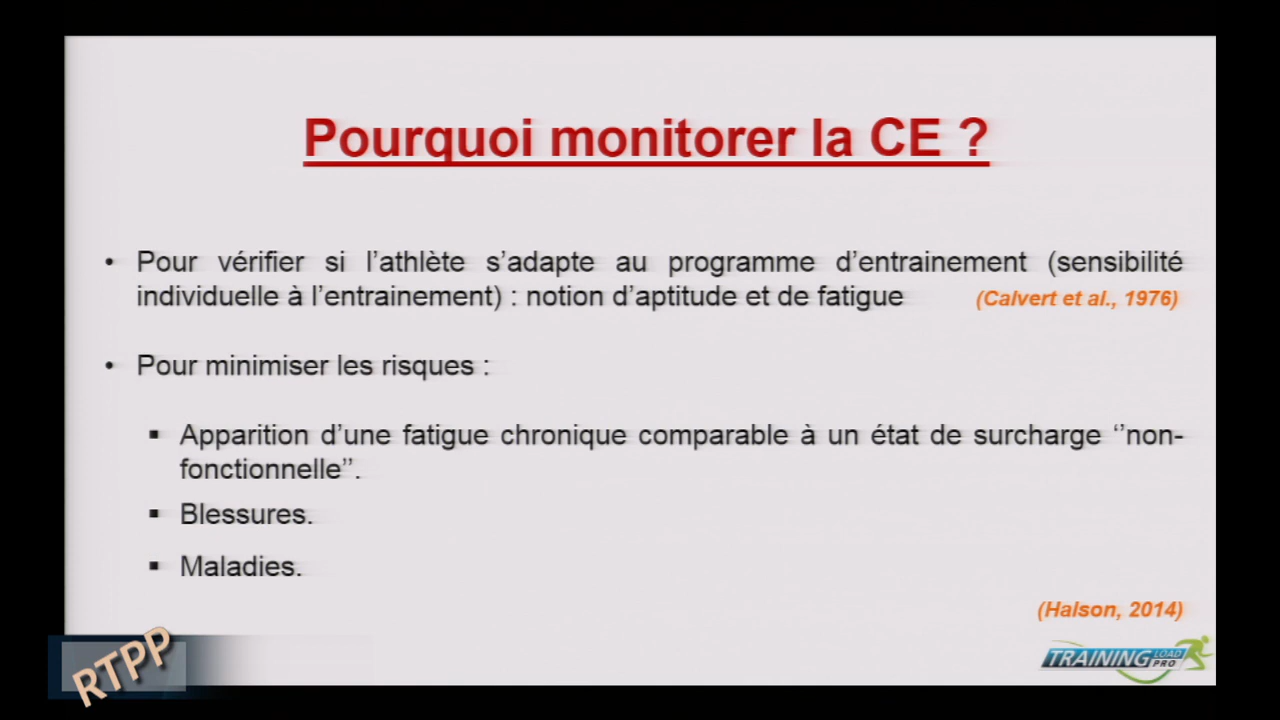 Pourquoi monitorer la CE ?
• Pour vérifier si l’athlète s’adapte au programme d’entrainement (sensibilité
individuelle à l’entrainement) : notion d’aptitude et de fatigue (Calvert et al., 1976)
• Pour minimiser les risques :
▪ Apparition d’une fatigue chronique comparable à un état de surcharge ‘’non-
fonctionnelle’’.
▪ Blessures.
▪ Maladies.
(Halson, 2014)
TRAINING LOAD PRO
RTPP